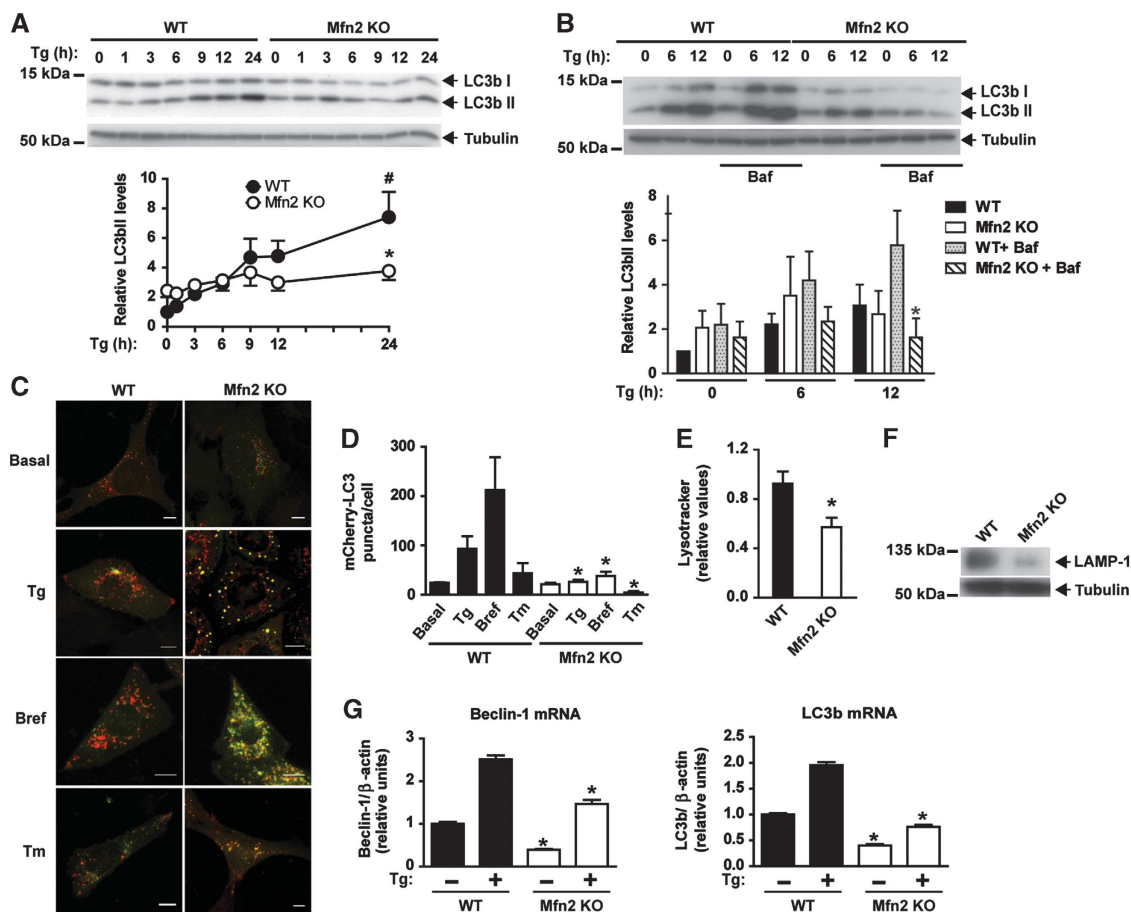 A
WT Mfn2 KO
Tg (h): 0 1 3 6 9 12 24 0 1 3 6 9 12 24
15 kDa
LC3b I
LC3b II
50 kDa
Tubulin
Relative LC3bII levels
10
8
6
4
2
0
WT
Mfn2 KO
#
*
Tg (h): 0 3 6 9 12 24
B
WT Mfn2 KO
Tg (h): 0 6 12 0 6 12 0 6 12 0 6 12
15 kDa
LC3b I
LC3b II
50 kDa
Tubulin
Baf Baf
Relative LC3bII levels
8
6
4
2
0
*
WT
Mfn2 KO
WT+ Baf
Mfn2 KO + Baf
Tg (h): 0 6 12
C
WT Mfn2 KO
Basal
Tg
Bref
Tm
D
mCherry-LC3
puncta/cell
300
200
100
0
* * *
Basal Tg Bref Tm Basal Tg Bref Tm
WT Mfn2 KO
E
Lysotracker
(relative values)
1.2
0.9
0.6
0.3
0.0
*
WT Mfn2 KO
F
WT Mfn2 KO
135 kDa
LAMP-1
50 kDa
Tubulin
G
Beclin-1 mRNA
Beclin-1/β-actin
(relative units)
3
2
1
0
* *
Tg: – + – +
WT Mfn2 KO
LC3b mRNA
LC3b/ β-actin
(relative units)
2.5
2.0
1.5
1.0
0.5
0.0
* *
Tg: – + – +
WT Mfn2 KO